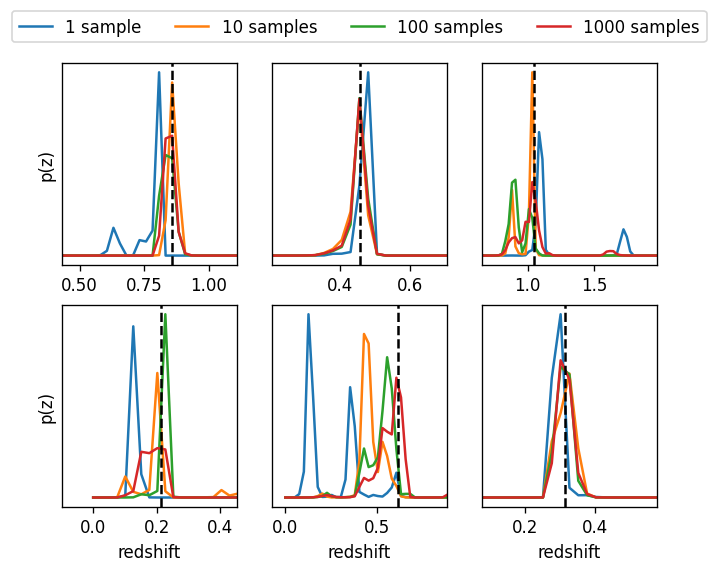 1 sample 10 samples 100 samples 1000 samples
p(z)
0.50 0.75 1.00 0.4 0.6 1.0 1.5
p(z)
0.0 0.2 0.4 0.0 0.5 0.2 0.4
redshift redshift redshift